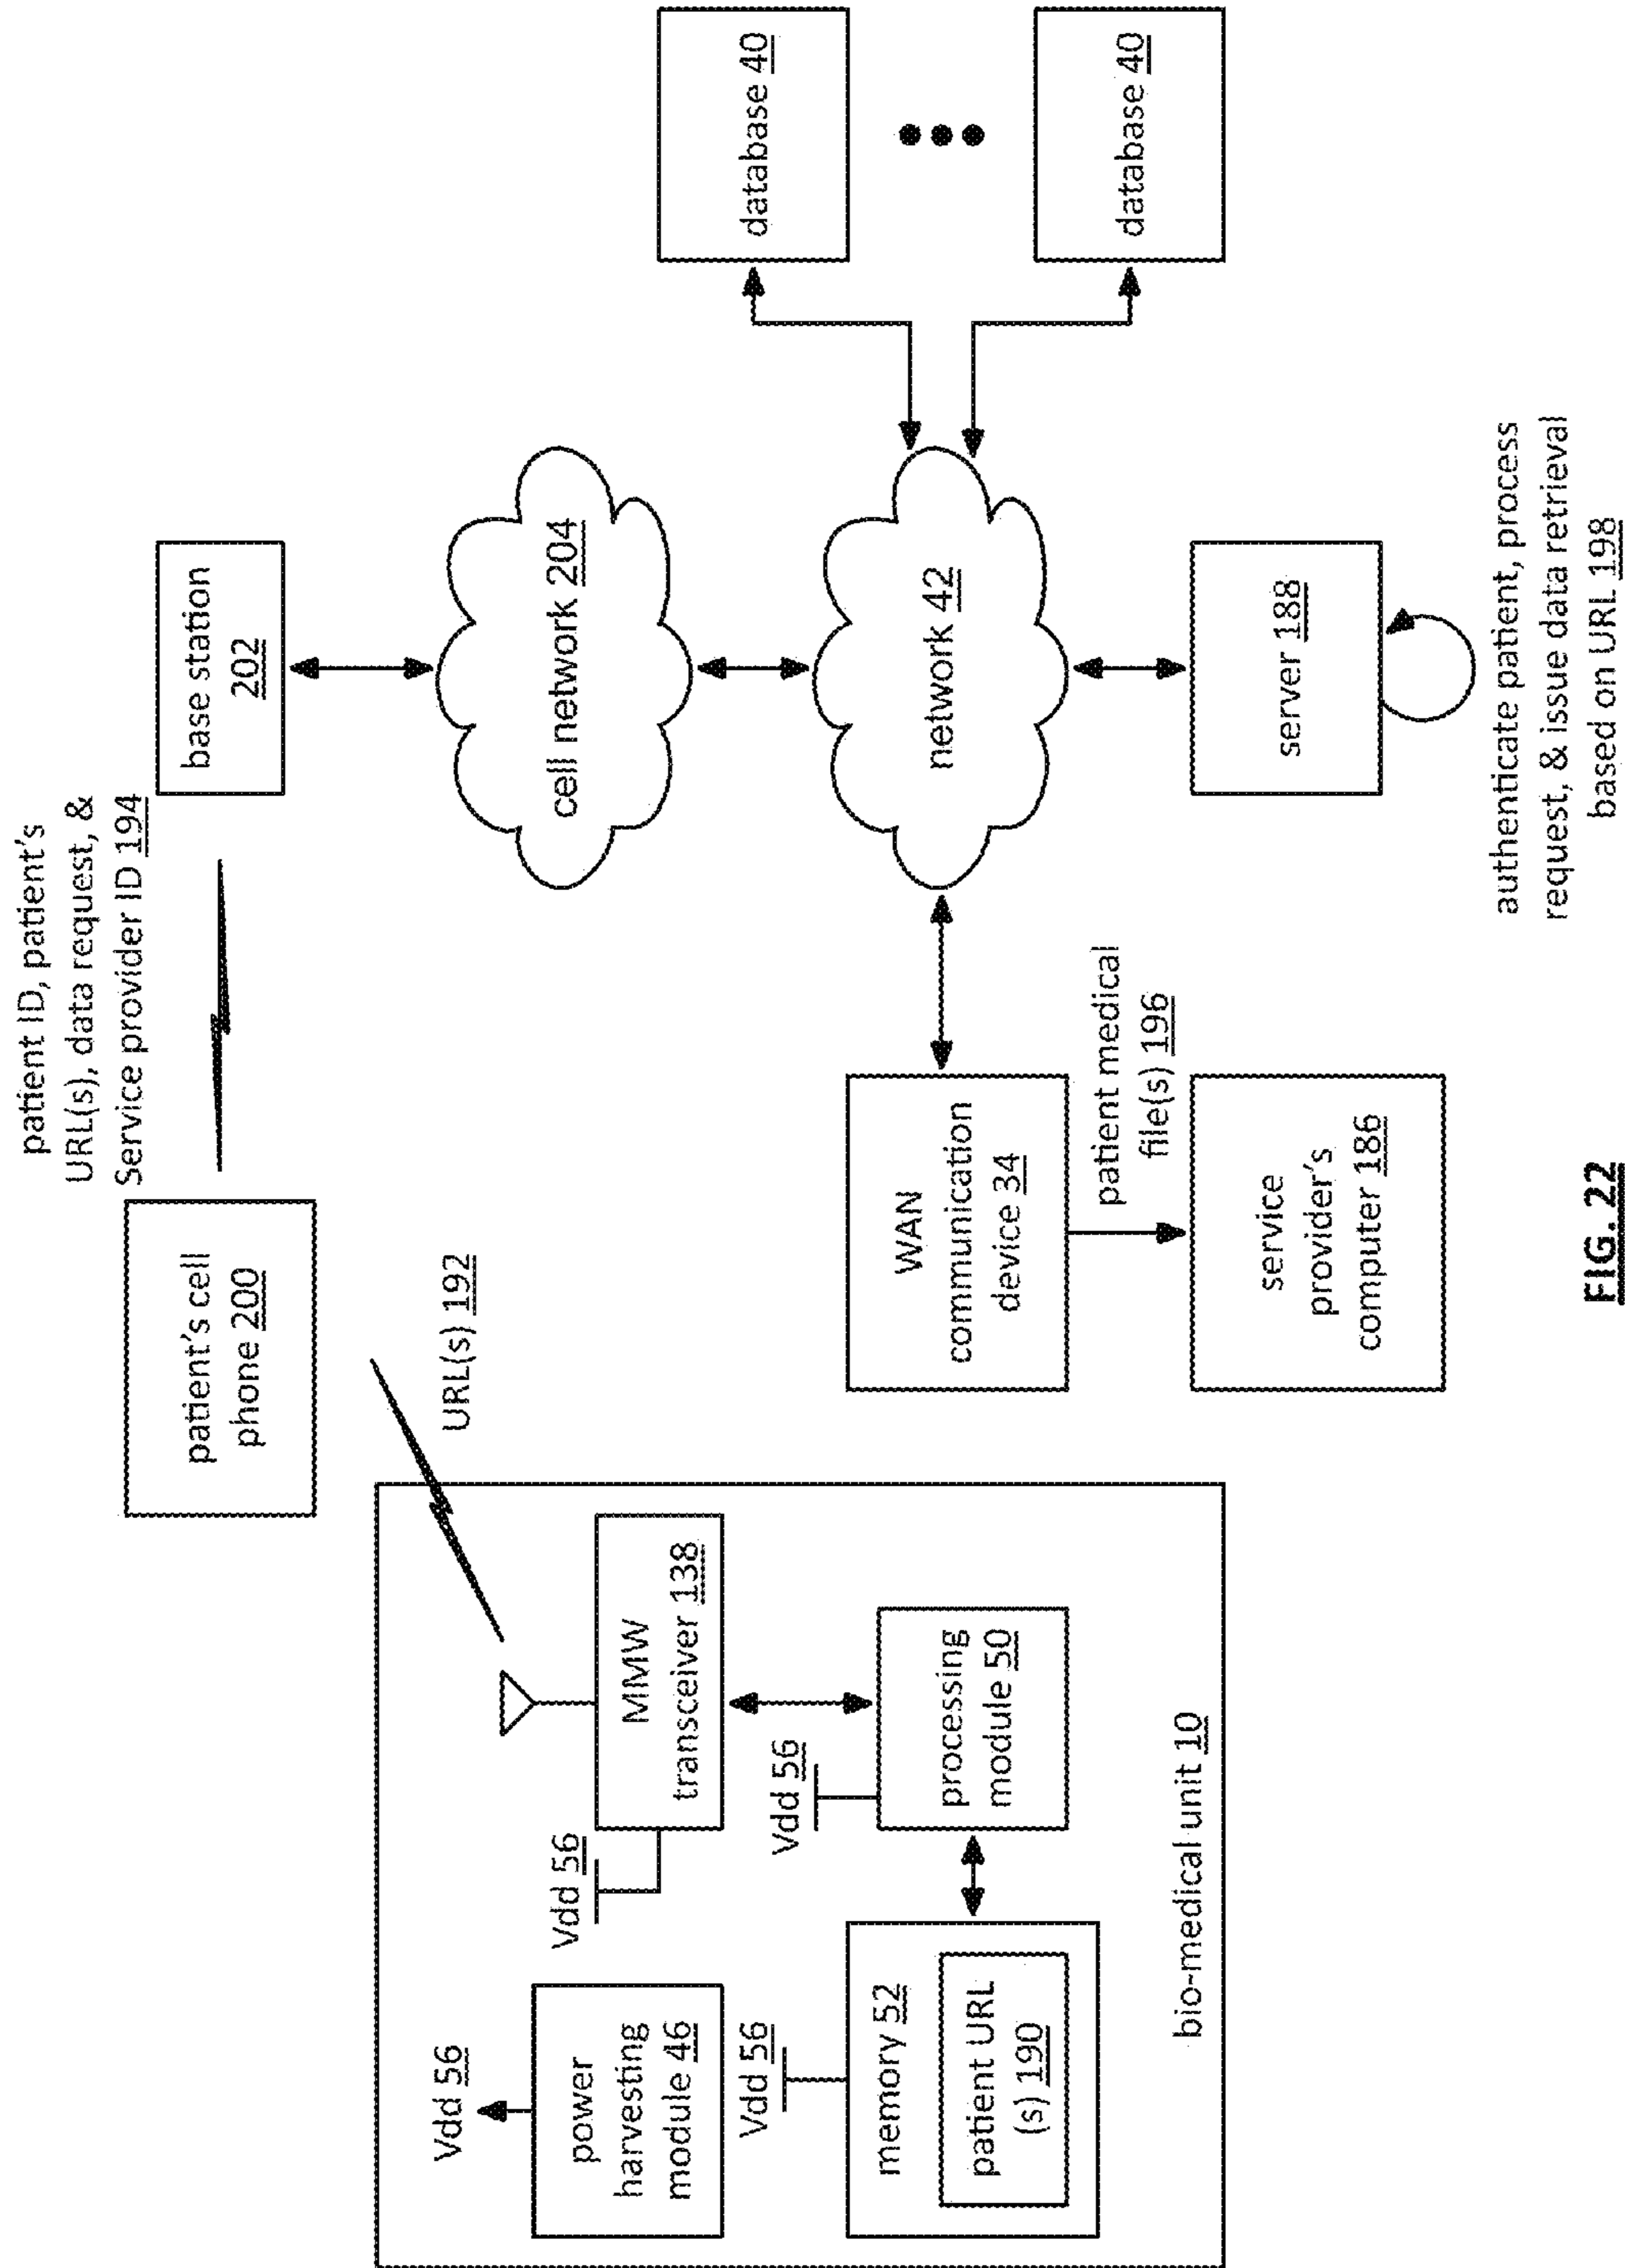 patient ID, patient's
URL(s), data request, &
Service provider ID 194
patient's cell
phone 200
base station
202
URL(s) 192
cell network 204
Vdd 56
power
harvesting
module 46
Vdd 56
MMW
transceiver 138
Vdd 56
Vdd 56
memory 52
patient URL
(s) 190
processing
module 50
bio-medical unit 10
WAN
communication
device 34
patient medical
file(s) 196
service
provider's
computer 186
network 42
database 40
database 40
server 188
authenticate patient, process
request, & issue data retrieval
based on URL 198
FIG. 22